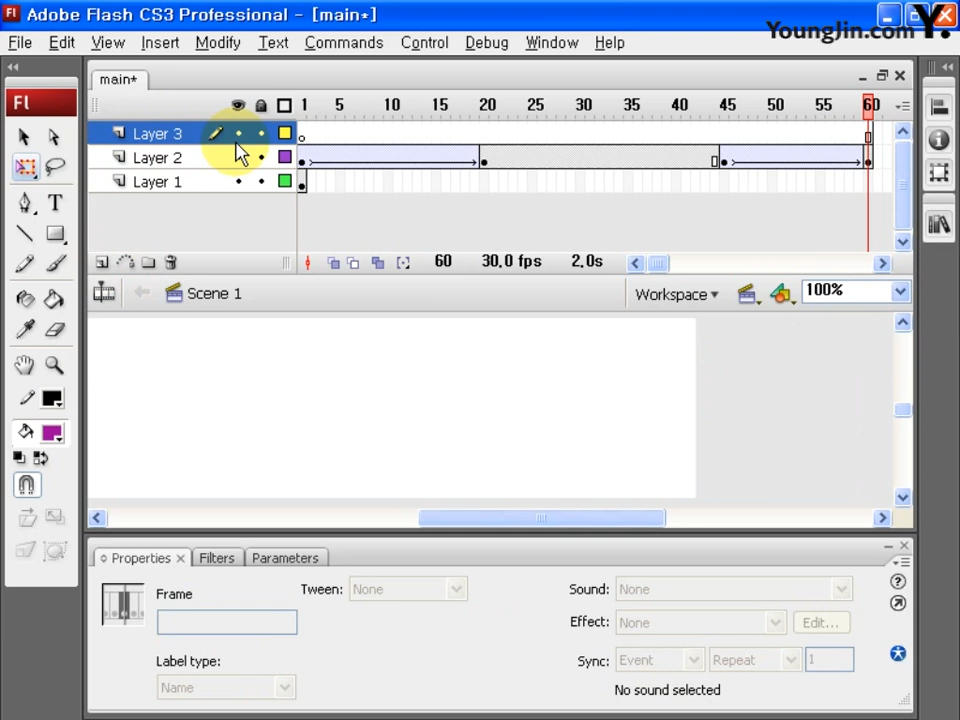 Fl Adobe Flash CS3 Professional - [main*]
YoungJin.com Y.
File Edit View Insert Modify Text Commands Control Debug Window Help
main*
Fl
1 5 10 15 20 25 30 35 40 45 50 55 60
Layer 3
Layer 2
Layer 1
60 30.0 fps 2.0s
Scene 1 Workspace 100%
Properties Filters Parameters
Frame Tween: None Sound: None
Effect: None Edit...
Label type: Sync: Event Repeat 1
Name No sound selected